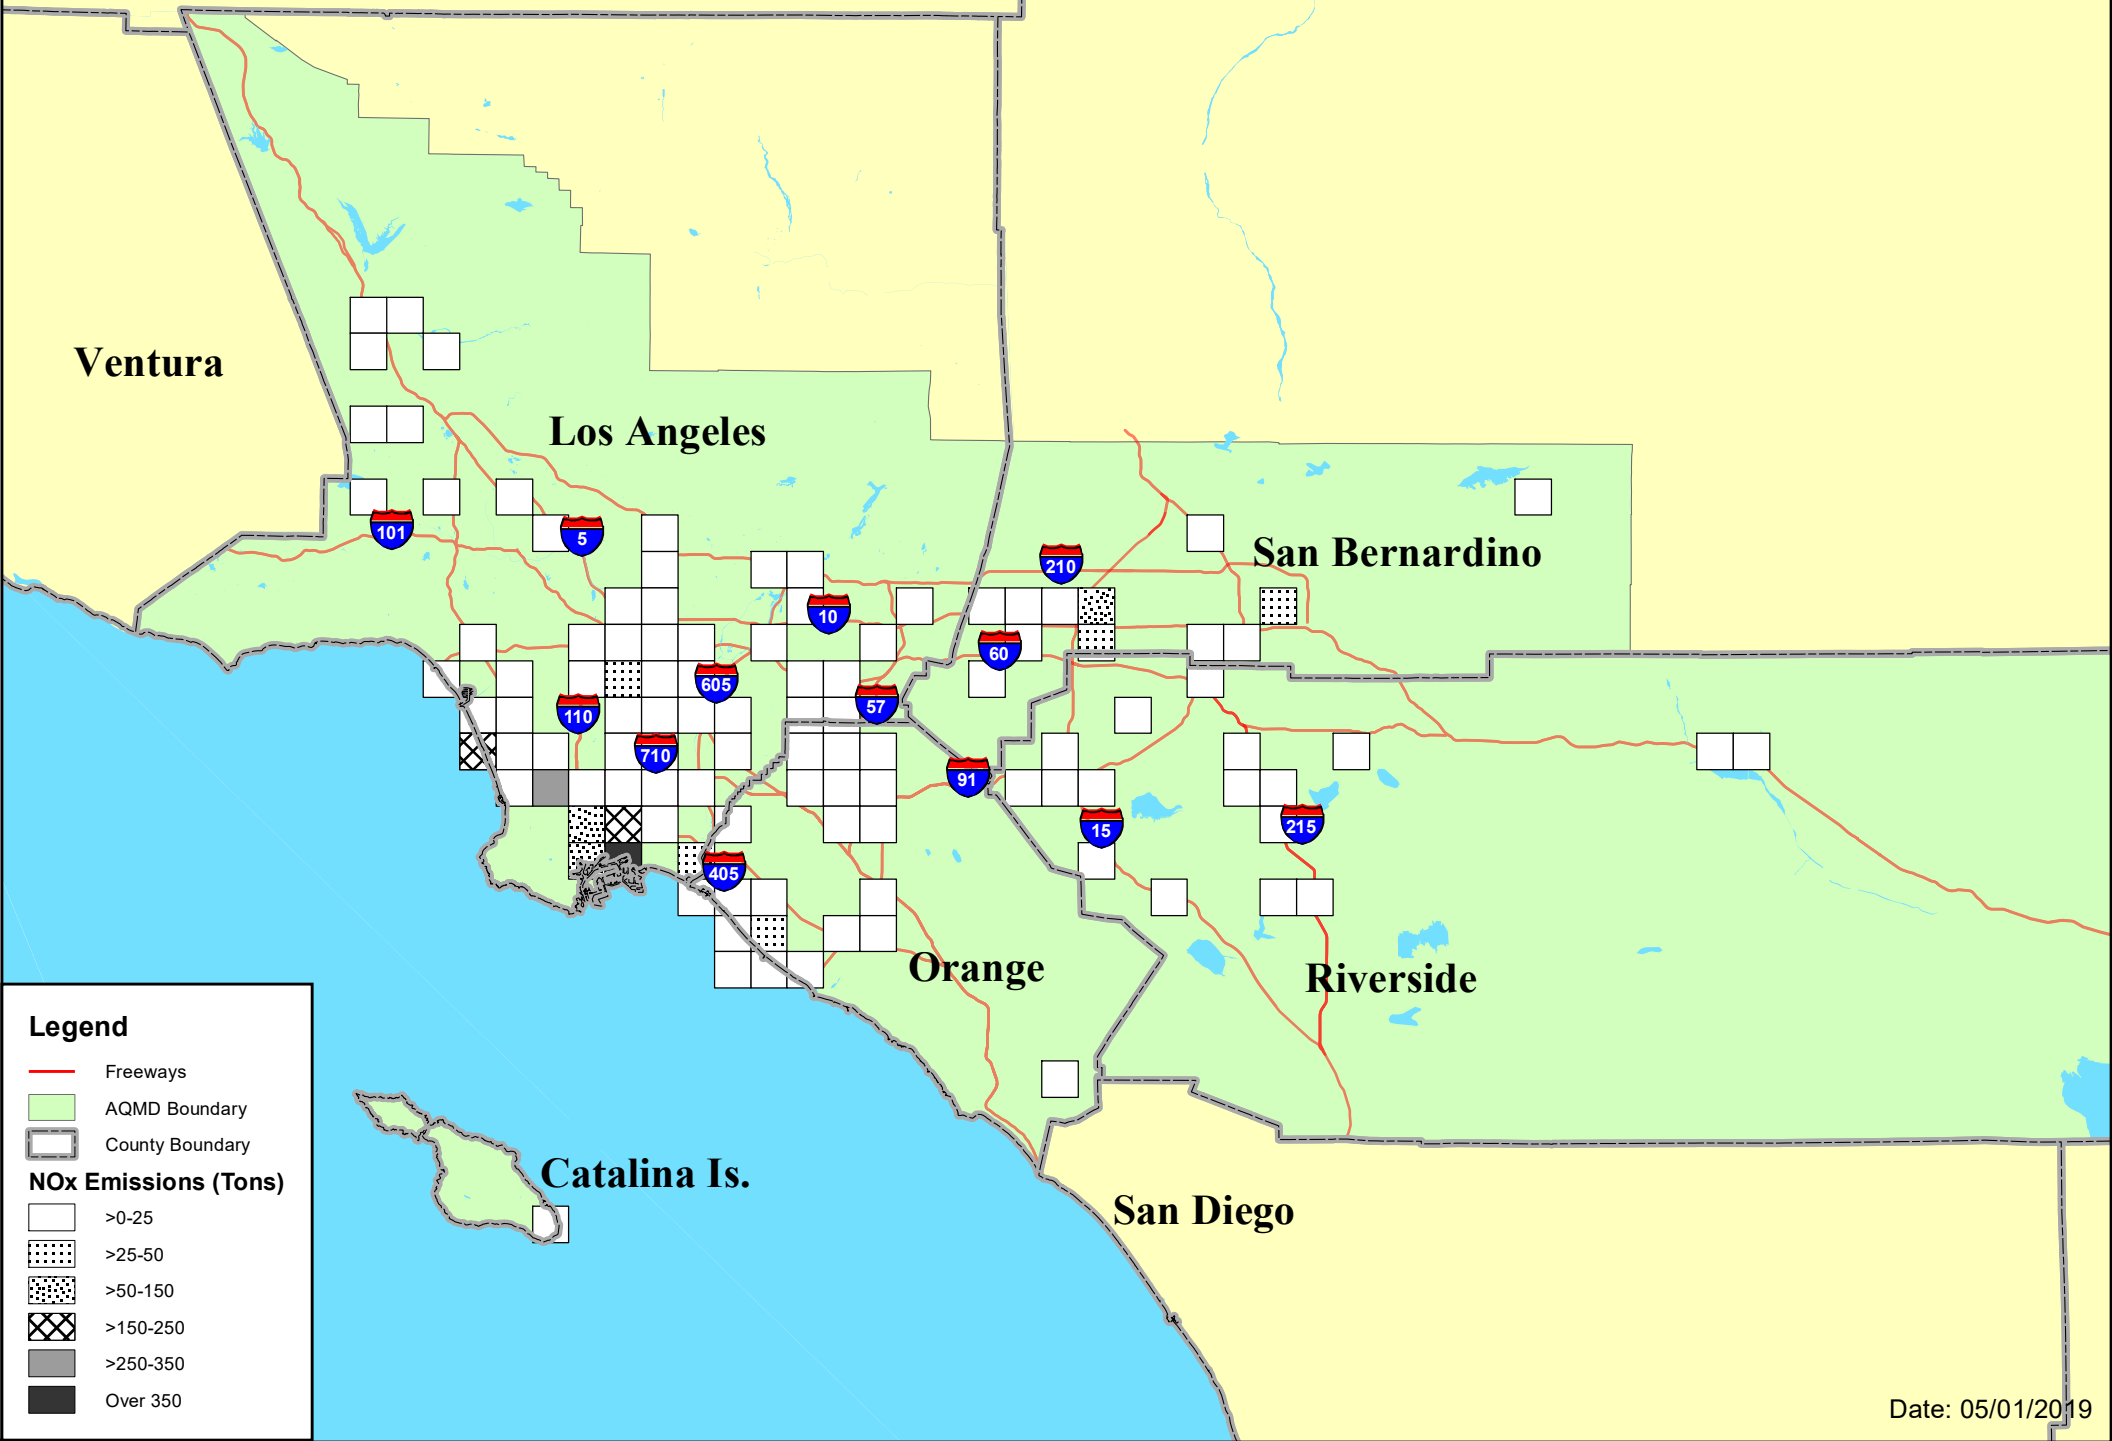 Ventura
Los Angeles
101
5
210
San Bernardino
10
60
605
57
110
710
91
15
215
405
Orange
Riverside
Catalina Is.
San Diego
Legend
Freeways
AQMD Boundary
County Boundary
NOx Emissions (Tons)
>0-25
>25-50
>50-150
>150-250
>250-350
Over 350
Date: 05/01/2019